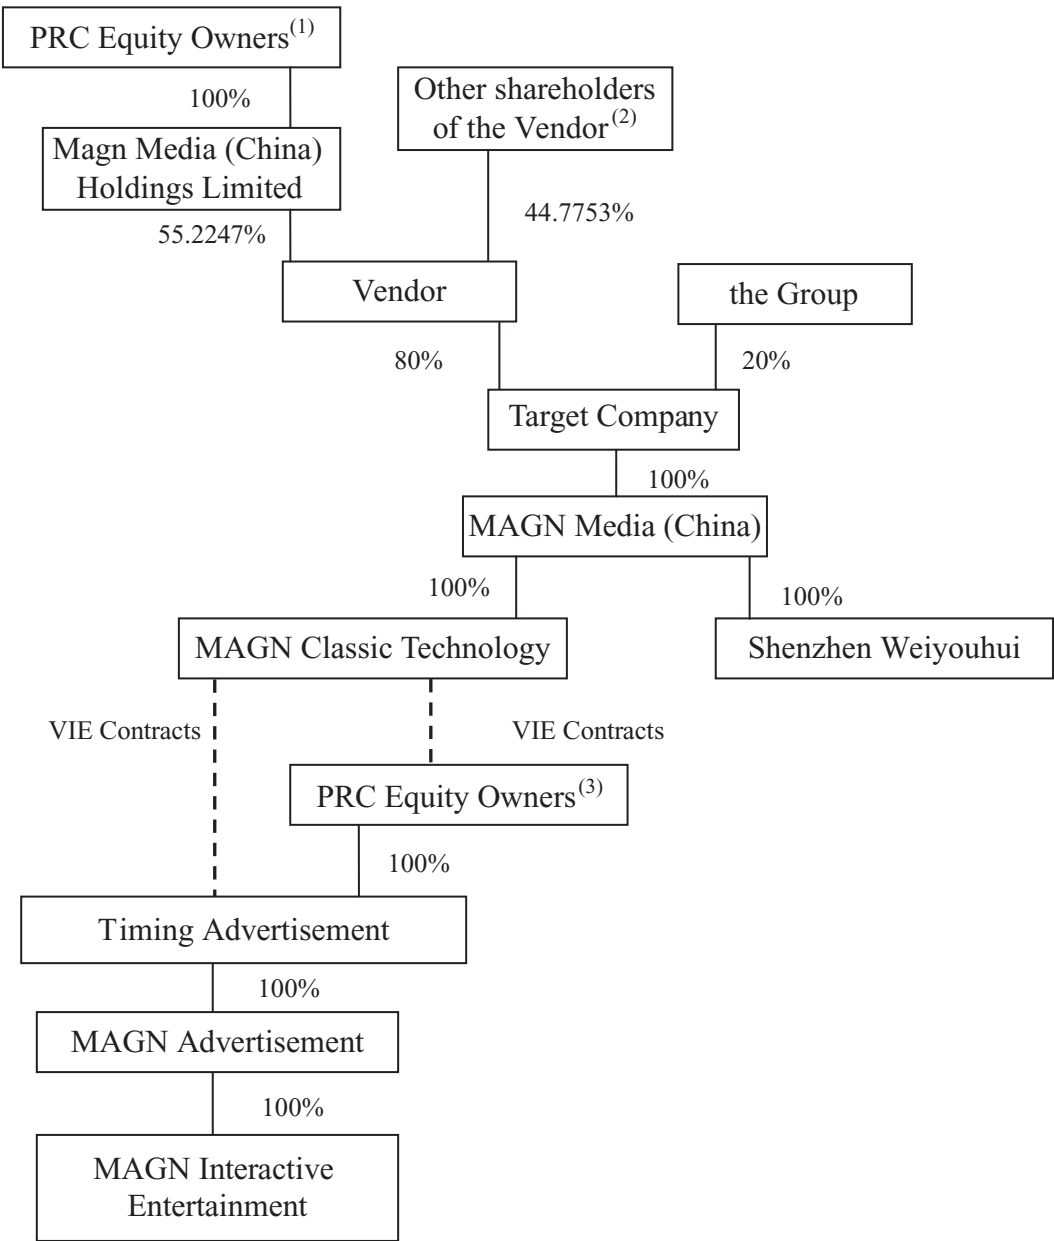 PRC Equity Owners(1)
100%
Other shareholders
of the Vendor(2)
Magn Media (China)
Holdings Limited
55.2247%
44.7753%
Vendor
the Group
80%
20%
Target Company
100%
MAGN Media (China)
100%
100%
MAGN Classic Technology
Shenzhen Weiyouhui
VIE Contracts
VIE Contracts
PRC Equity Owners(3)
100%
Timing Advertisement
100%
MAGN Advertisement
100%
MAGN Interactive
Entertainment